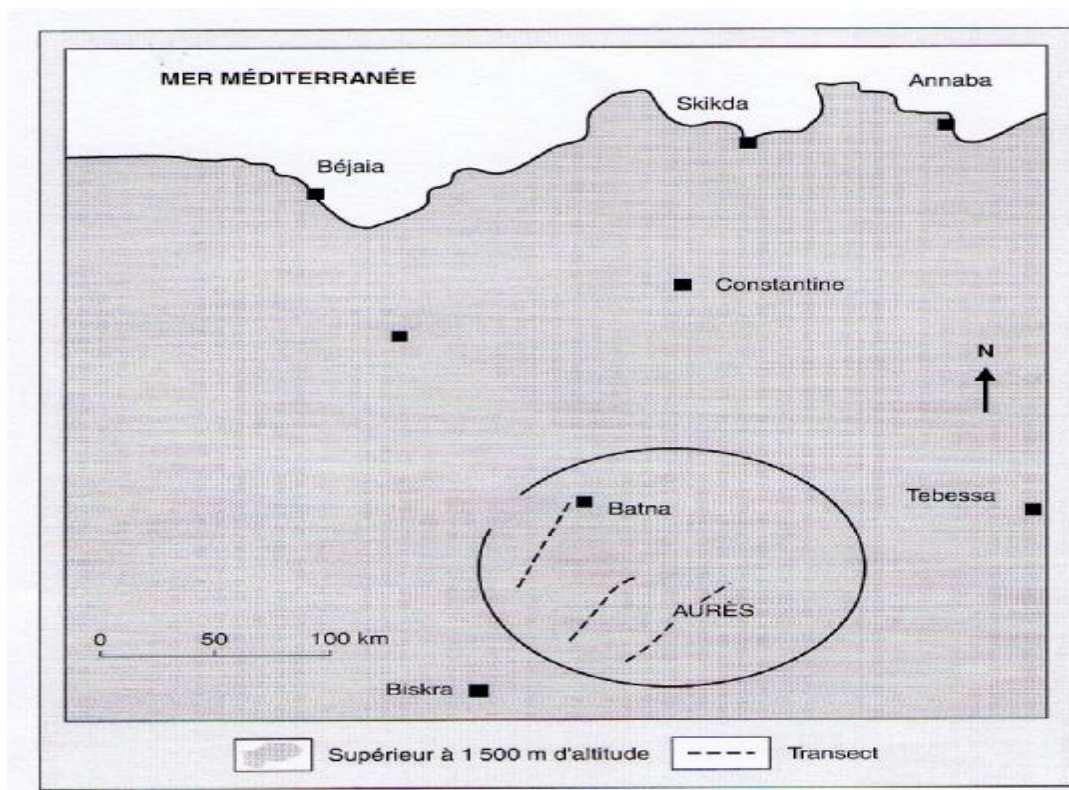 MER MÉDITERRANÉE
Annaba
Skikda
Béjaia
Constantine
N
Tebessa
Batna
AURÈS
0 50 100 km
Biskra
Supérieur à 1 500 m d'altitude
Transect